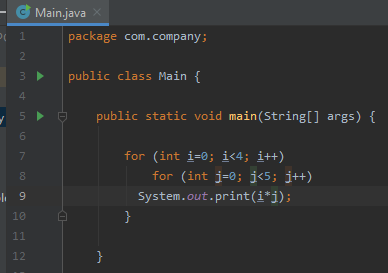 Main.java
1 package com.company;
2
3 public class Main {
4
5 public static void main(String[] args) {
6
7 for (int i=0; i<4; i++)
8 for (int j=0; j<5; j++)
9 System.out.print(i*j);
10 }
11
12 }